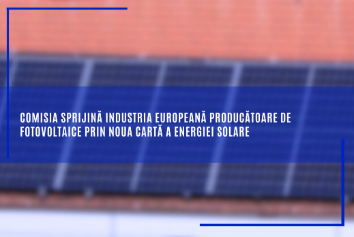 COMISIA SPRIJINĂ INDUSTRIA EUROPEANĂ PRODUCĂTOARE DE
FOTOVOLTAICE PRIN NOUA CARTĂ A ENERGIEI SOLARE